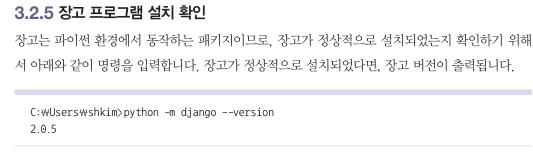 3.2.5 장고 프로그램 설치 확인
장고는 파이썬 환경에서 동작하는 패키지이므로, 장고가 정상적으로 설치되었는지 확인하기 위해
서 아래와 같이 명령을 입력합니다. 장고가 정상적으로 설치되었다면, 장고 버전이 출력됩니다.
C:₩Users₩shkim>python -m django --version
2.0.5